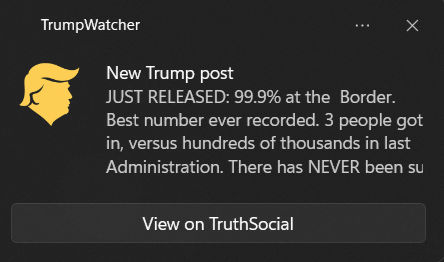 TrumpWatcher
New Trump post
JUST RELEASED: 99.9% at the  Border.
Best number ever recorded. 3 people got
in, versus hundreds of thousands in last
Administration. There has NEVER been su
View on TruthSocial